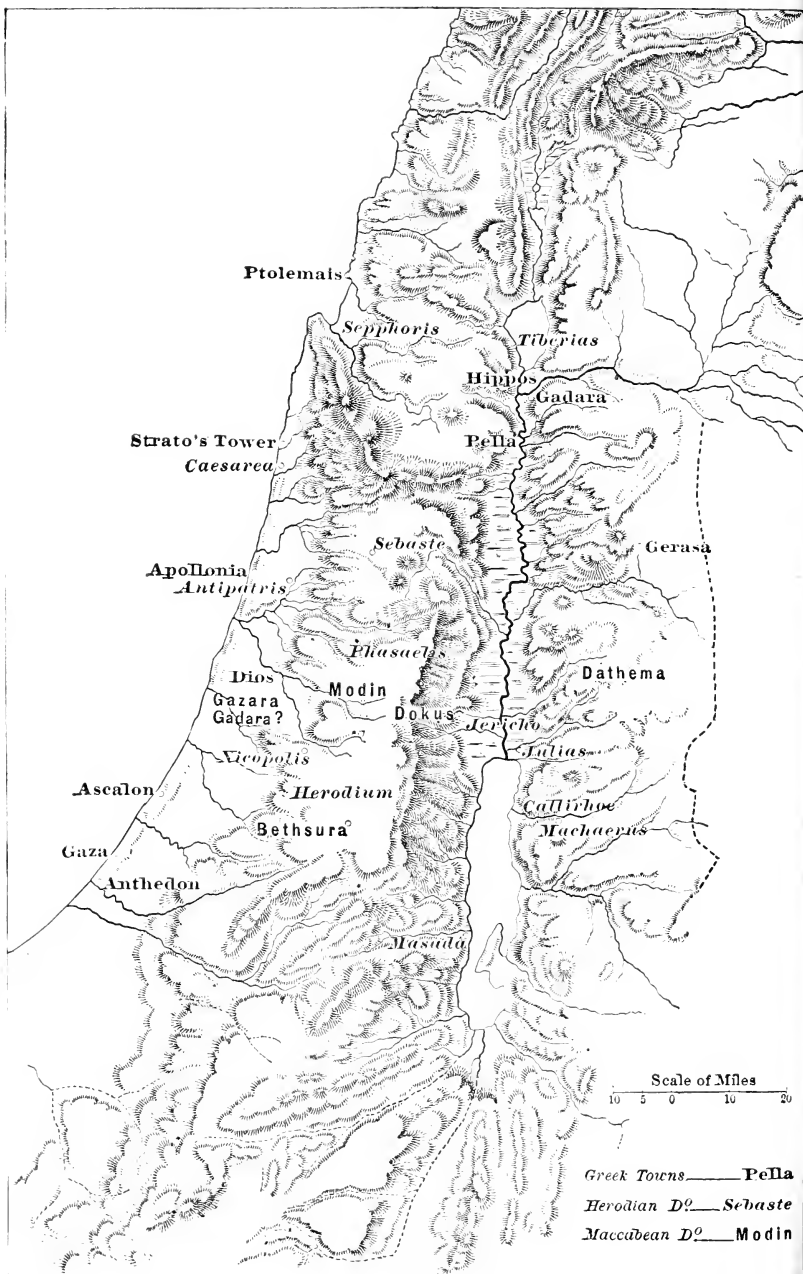 Ptolemais
Sepphoris
Tiberias
Hippos
Gadara
Strato's Tower
Pella
Caesarea
Sebaste
Gerasa
Apollonia
Antipatris
Phasaelis
Dios
Modin
Dathema
Gazara
Gadara?
Dokus
Jericho
Nicopolis
Julias
Ascalon
Herodium
Callirhoe
Bethsura
Machaerus
Gaza
Anthedon
Masada
Scale of Miles
10 5 0 10 20
Greek Towns Pella
Herodian Dº Sebaste
Maccabean Dº Modin